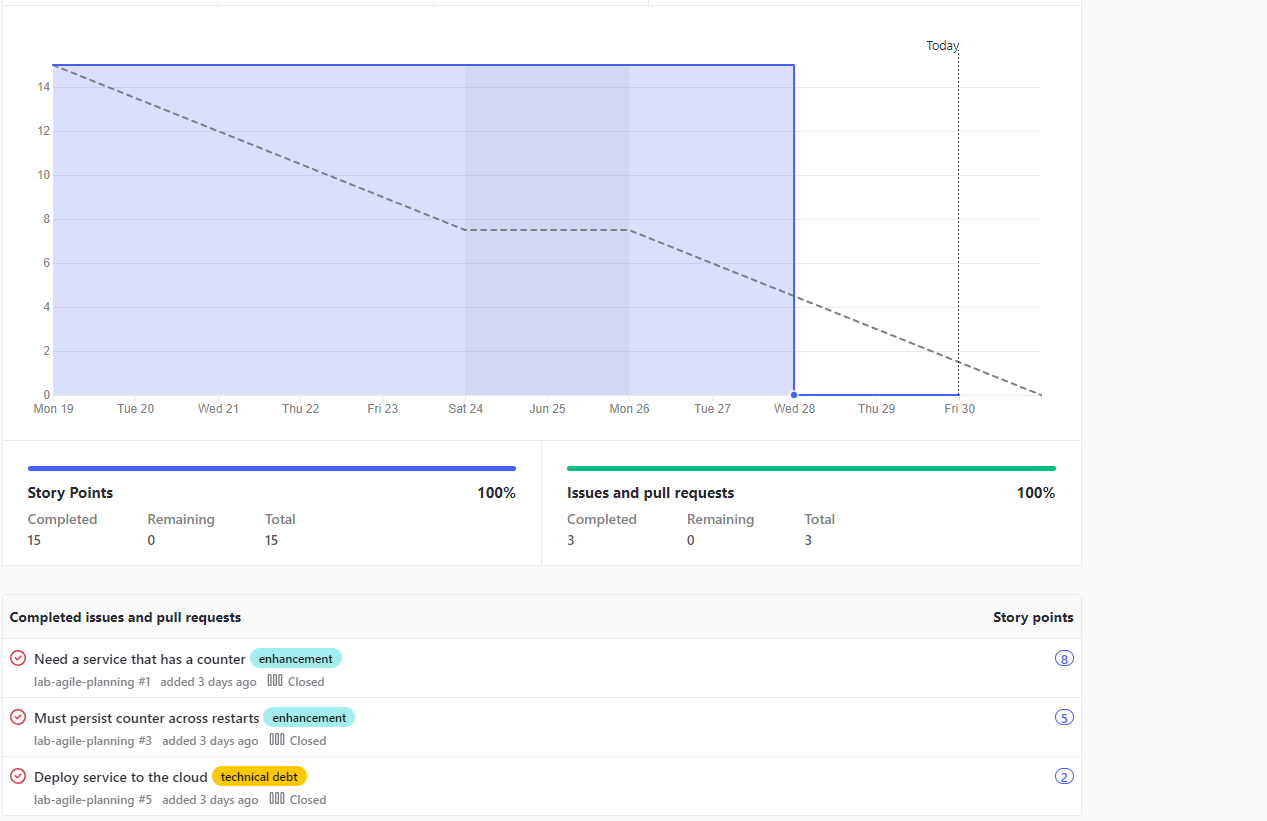 Today
14
12
10
8
6
4
2
0
Mon 19 Tue 20 Wed 21 Thu 22 Fri 23 Sat 24 Jun 25 Mon 26 Tue 27 Wed 28 Thu 29 Fri 30
Story Points 100%
Completed Remaining Total
15 0 15
Issues and pull requests 100%
Completed Remaining Total
3 0 3
Completed issues and pull requests Story points
Need a service that has a counter enhancement 8
lab-agile-planning #1 added 3 days ago Closed
Must persist counter across restarts enhancement 5
lab-agile-planning #3 added 3 days ago Closed
Deploy service to the cloud technical debt 2
lab-agile-planning #5 added 3 days ago Closed